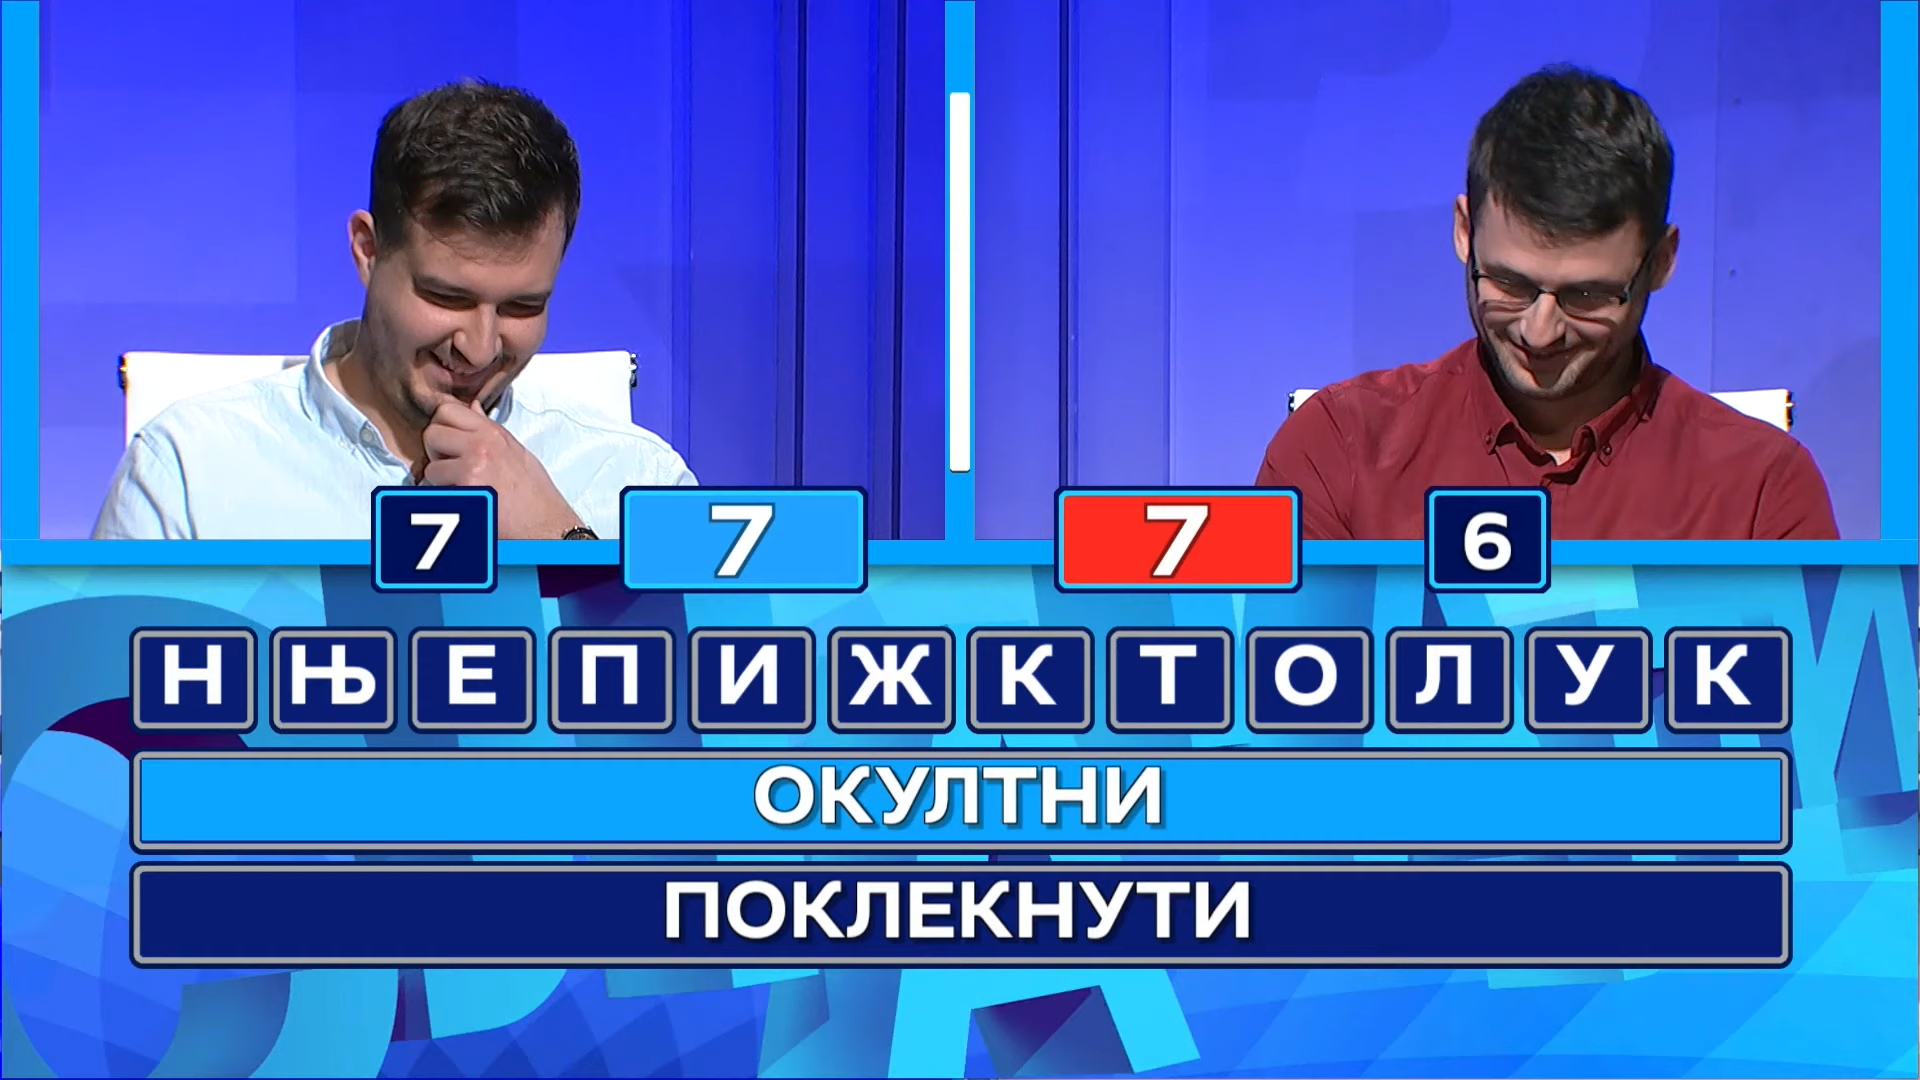 7 7 7 6
Н Њ Е П И Ж К Т О Л У К
ОКУЛТНИ
ПОКЛЕКНУТИ